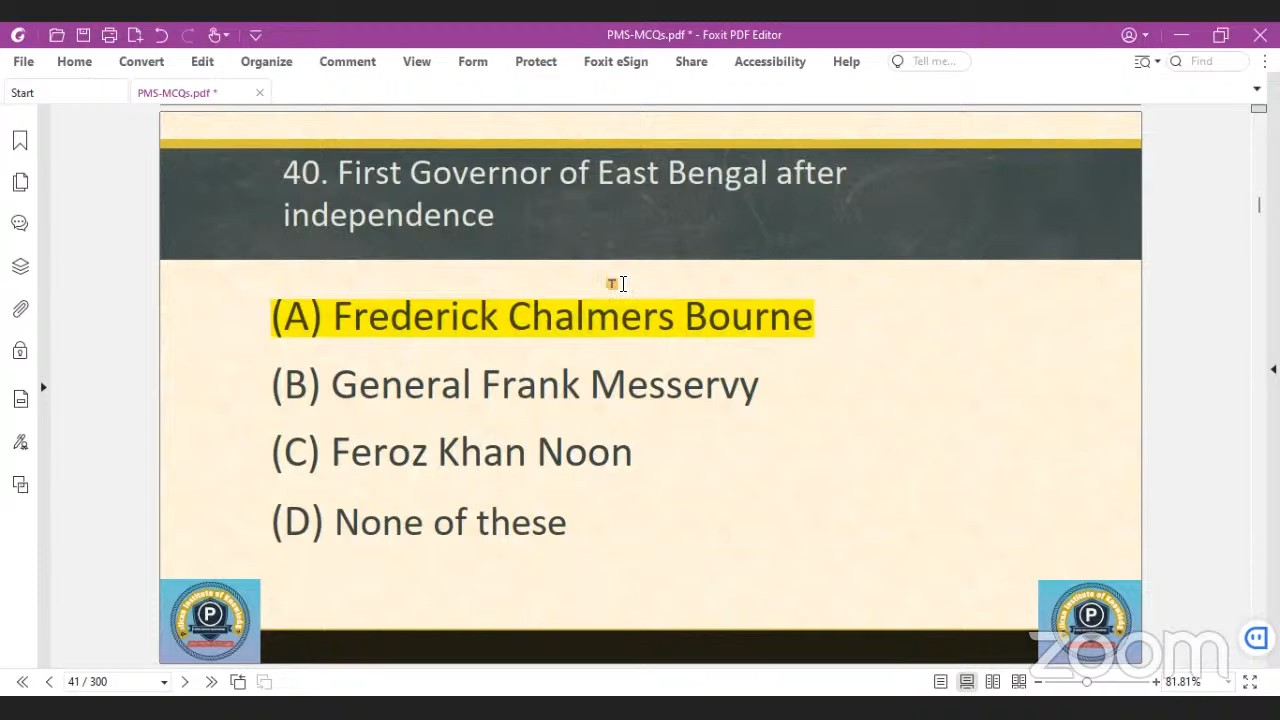 PMS-MCQs.pdf * - Foxit PDF Editor
File Home Convert Edit Organize Comment View Form Protect Foxit eSign Share Accessibility Help Tell me... Find
Start PMS-MCQs.pdf *
40. First Governor of East Bengal after
independence
T
(A) Frederick Chalmers Bourne
(B) General Frank Messervy
(C) Feroz Khan Noon
(D) None of these
P
P
zoom
41 / 300 81.81%